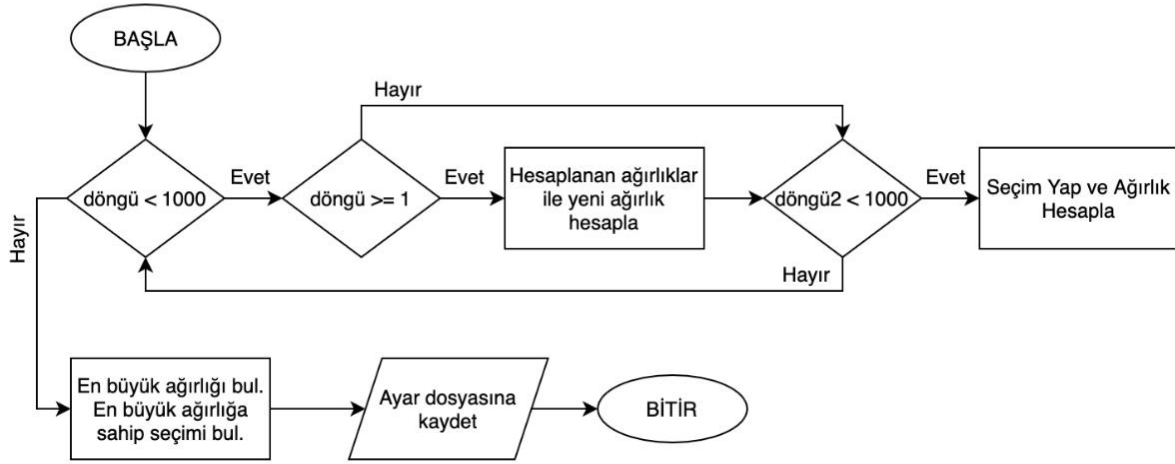 BAŞLA
Hayır
döngü < 1000
Evet
döngü >= 1
Evet
Hesaplanan ağırlıklar
ile yeni ağırlık
hesapla
döngü2 < 1000
Evet
Seçim Yap ve Ağırlık
Hesapla
Hayır
Hayır
En büyük ağırlığı bul.
En büyük ağırlığa
sahip seçimi bul.
Ayar dosyasına
kaydet
BİTİR